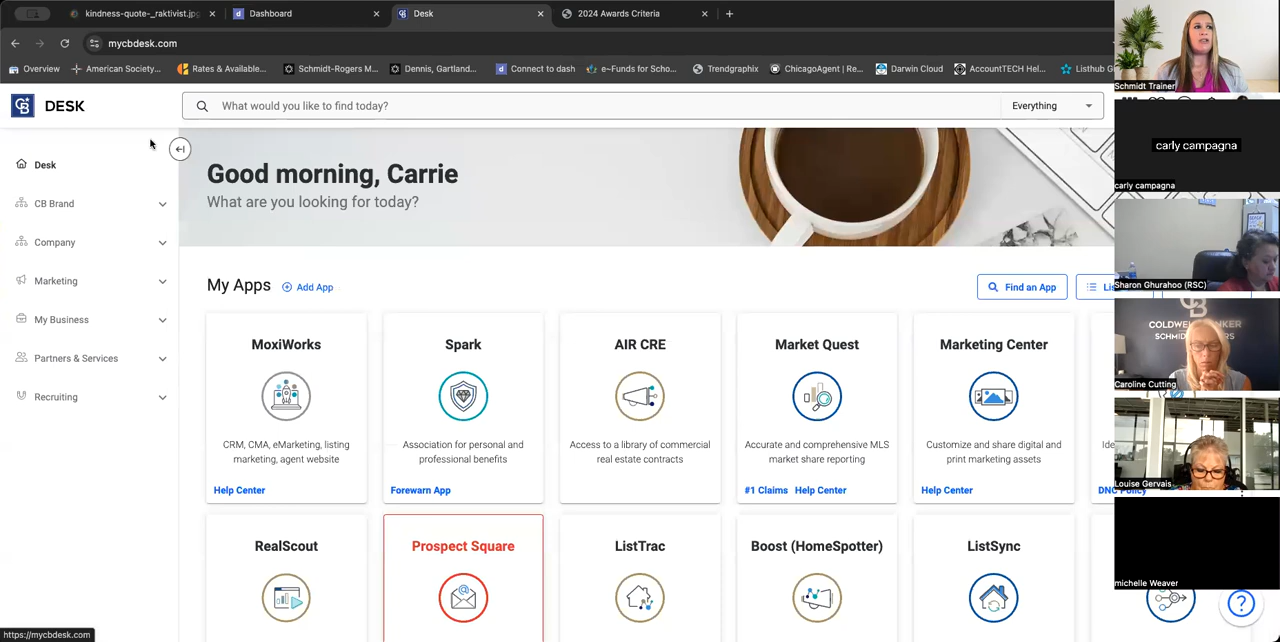 kindness-quote-_raktivist.jpg
Dashboard
Desk
2024 Awards Criteria
mycbdesk.com
Overview
American Society...
Rates & Available...
Schmidt-Rogers M...
Dennis, Gartland...
Connect to dash
e~Funds for Scho...
Trendgraphix
ChicagoAgent | Re...
Darwin Cloud
AccountTECH Hel...
Listhub
DESK
What would you like to find today?
Everything
Desk
CB Brand
Company
Marketing
My Business
Partners & Services
Recruiting
Good morning, Carrie
What are you looking for today?
My Apps
Add App
Find an App
MoxiWorks
CRM, CMA, eMarketing, listing
marketing, agent website
Help Center
Spark
Association for personal and
professional benefits
Forewarn App
AIR CRE
Access to a library of commercial
real estate contracts
Market Quest
Accurate and comprehensive MLS
market share reporting
#1 Claims Help Center
Marketing Center
Customize and share digital and
print marketing assets
Help Center
DNC Policy
RealScout
Prospect Square
ListTrac
Boost (HomeSpotter)
ListSync
https://mycbdesk.com
Schmidt Trainer
carly campagna
carly campagna
Sharon Ghurahoo (RSC)
Caroline Cutting
Louise Gervais
michelle Weaver